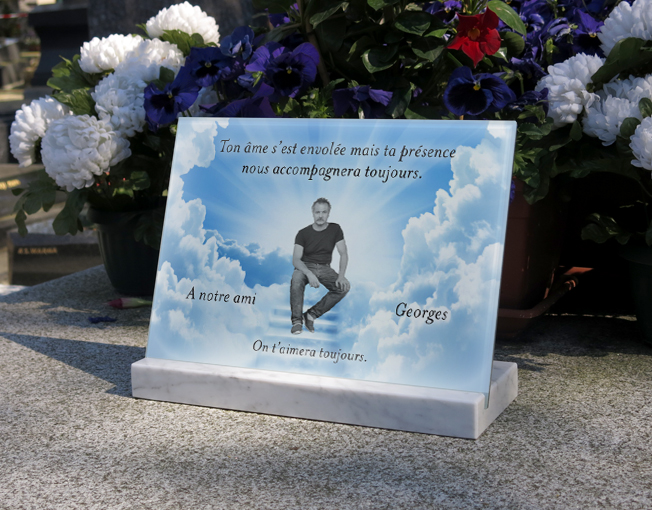 Ton âme s'est envolée mais ta présence
nous accompagnera toujours.
A notre ami
Georges
On t'aimera toujours.